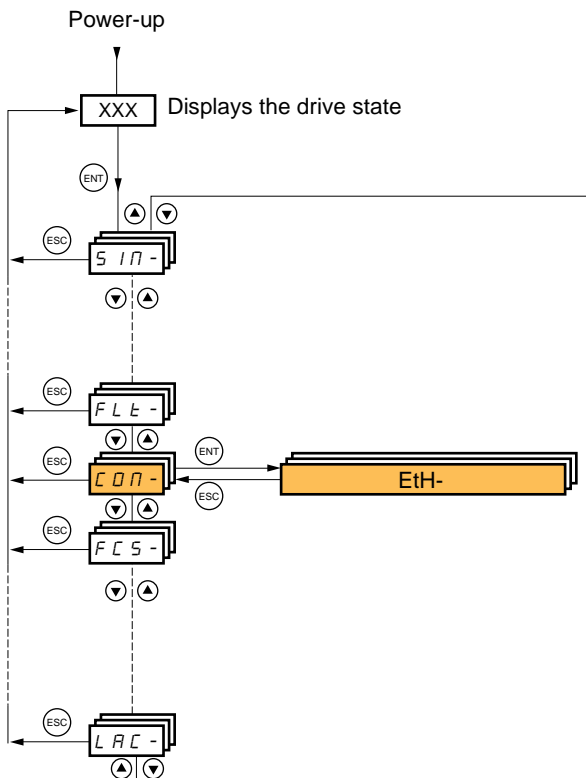 Power-up
XXX Displays the drive state
ENT
ESC
SIM-
ESC
FLt-
ESC
ENT
COM-
EtH-
ESC
ESC
FCS-
ESC
LAC-